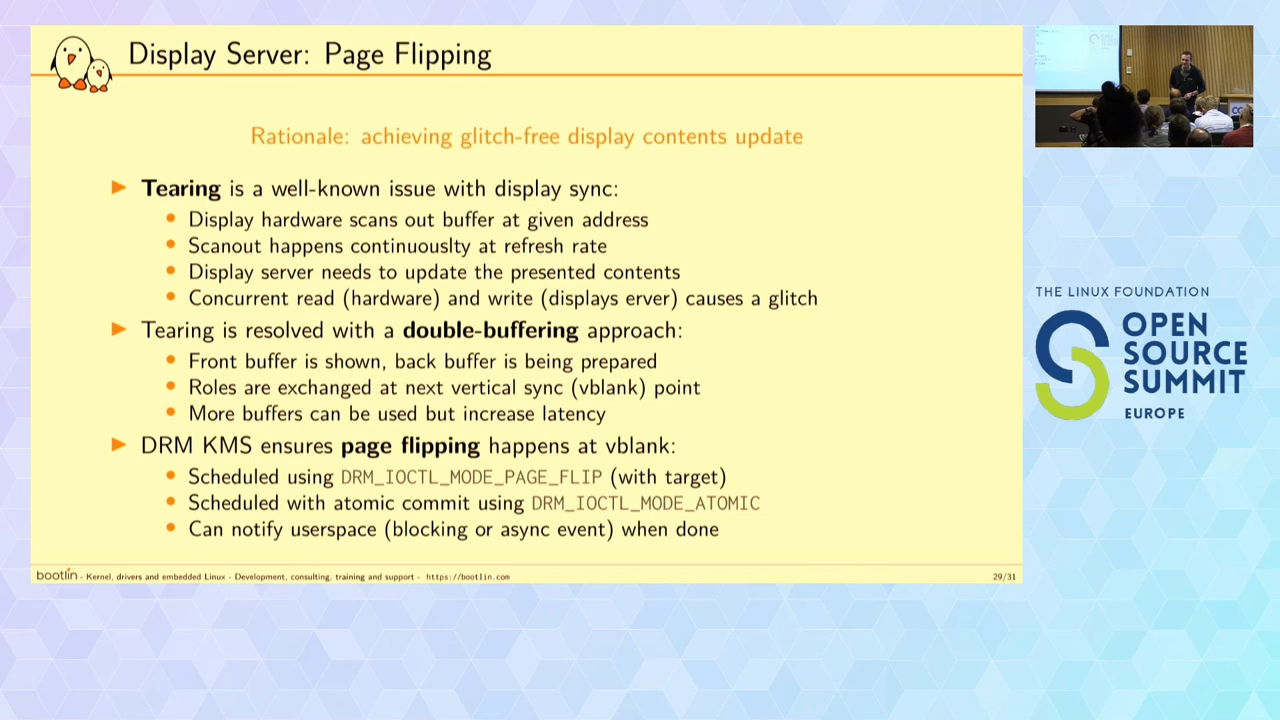 Display Server: Page Flipping
Rationale: achieving glitch-free display contents update
Tearing is a well-known issue with display sync:
Display hardware scans out buffer at given address
Scanout happens continuouslty at refresh rate
Display server needs to update the presented contents
Concurrent read (hardware) and write (displays erver) causes a glitch
Tearing is resolved with a double-buffering approach:
Front buffer is shown, back buffer is being prepared
Roles are exchanged at next vertical sync (vblank) point
More buffers can be used but increase latency
DRM KMS ensures page flipping happens at vblank:
Scheduled using DRM_IOCTL_MODE_PAGE_FLIP (with target)
Scheduled with atomic commit using DRM_IOCTL_MODE_ATOMIC
Can notify userspace (blocking or async event) when done
bootlin - Kernel, drivers and embedded Linux - Development, consulting, training and support - https://bootlin.com
29/31
THE LINUX FOUNDATION
OPEN
SOURCE
SUMMIT
EUROPE